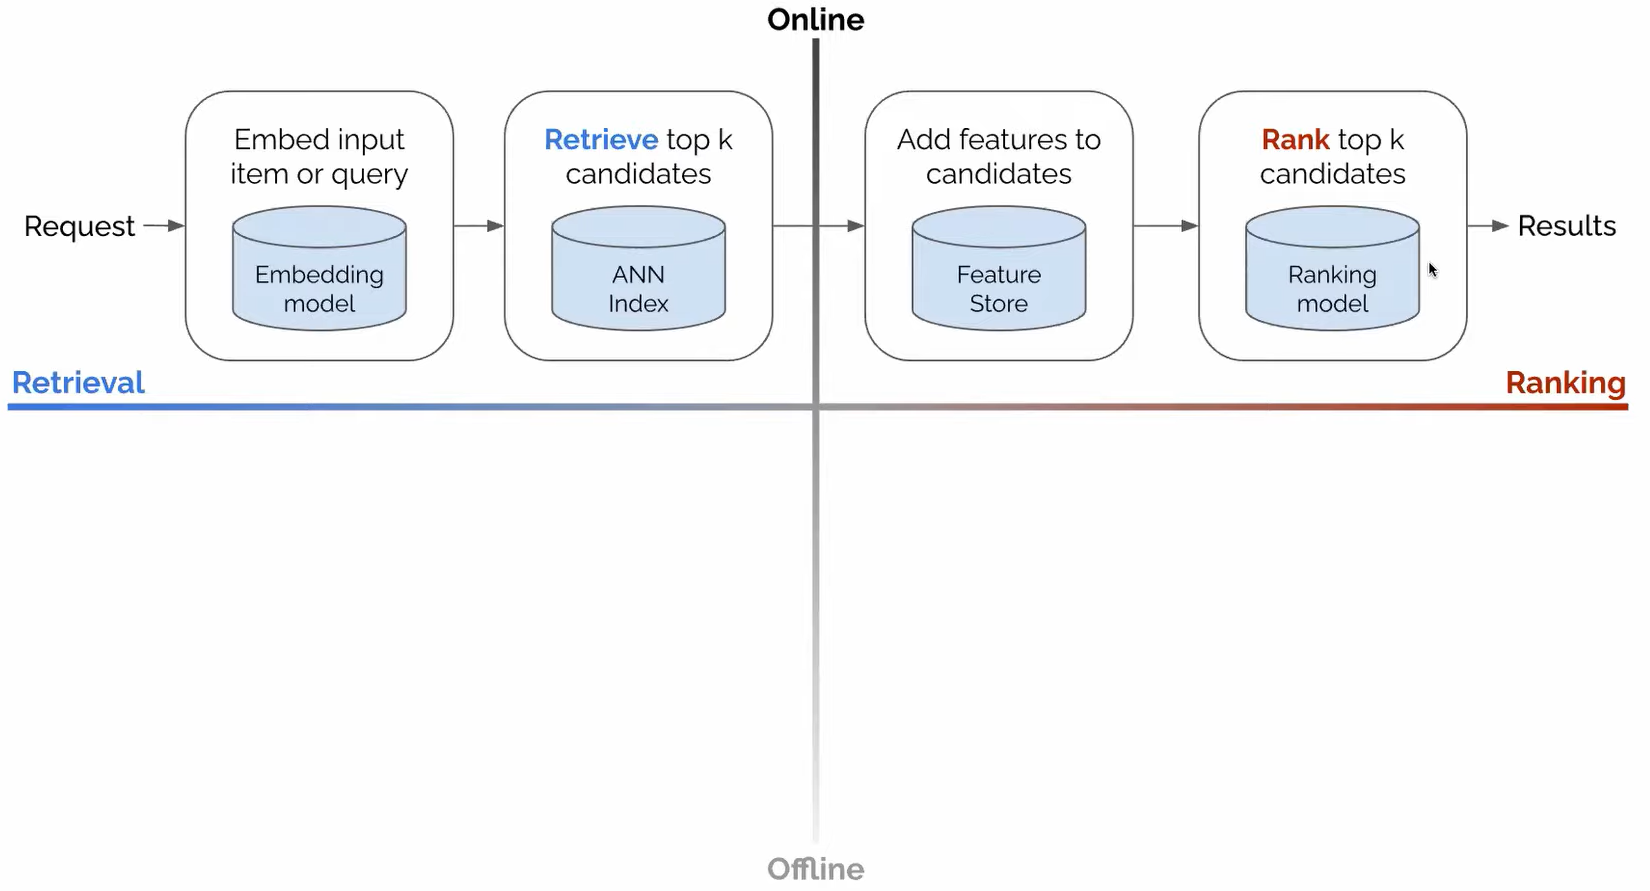 Online
Embed input
item or query
Retrieve top k
candidates
Add features to
candidates
Rank top k
candidates
Request
Embedding
model
ANN
Index
Feature
Store
Ranking
model
Results
Retrieval
Ranking
Offline